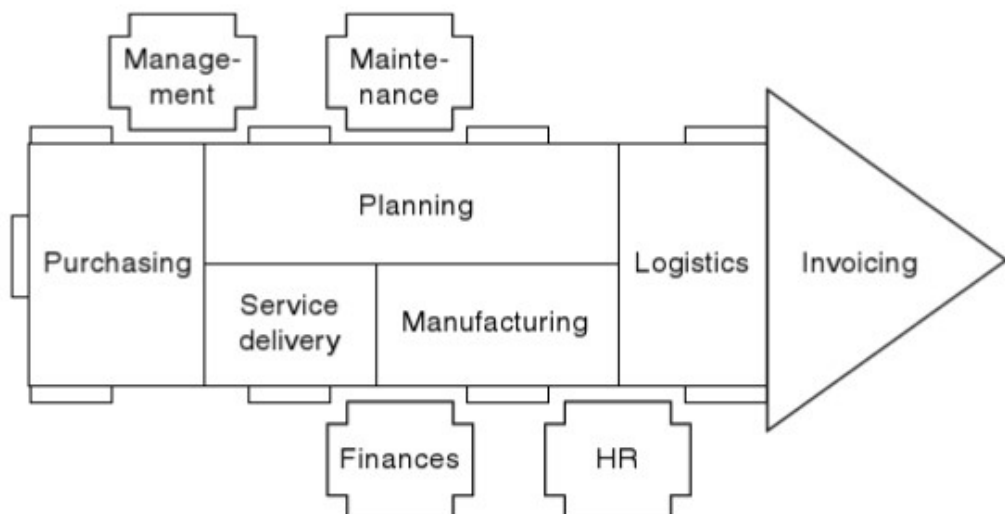 Manage-
ment
Mainte-
nance
Planning
Purchasing
Logistics
Invoicing
Service
delivery
Manufacturing
Finances
HR